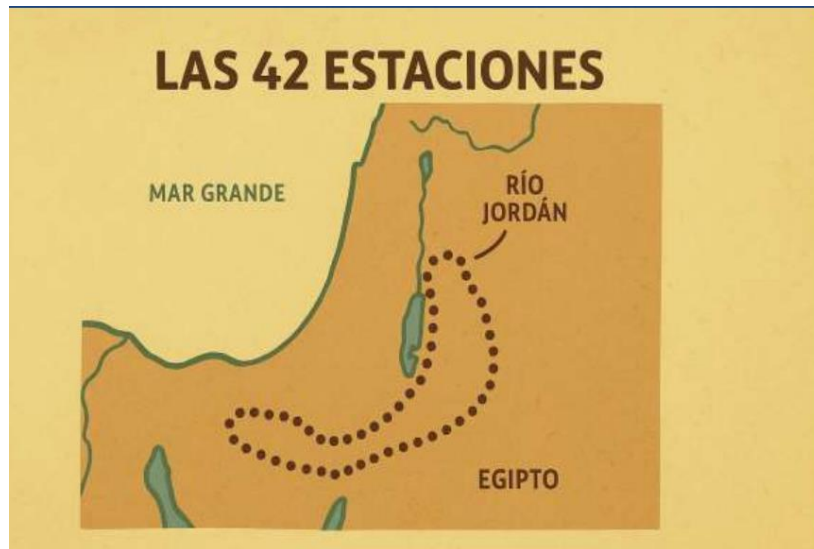 LAS 42 ESTACIONES
MAR GRANDE
RÍO
JORDÁN
EGIPTO